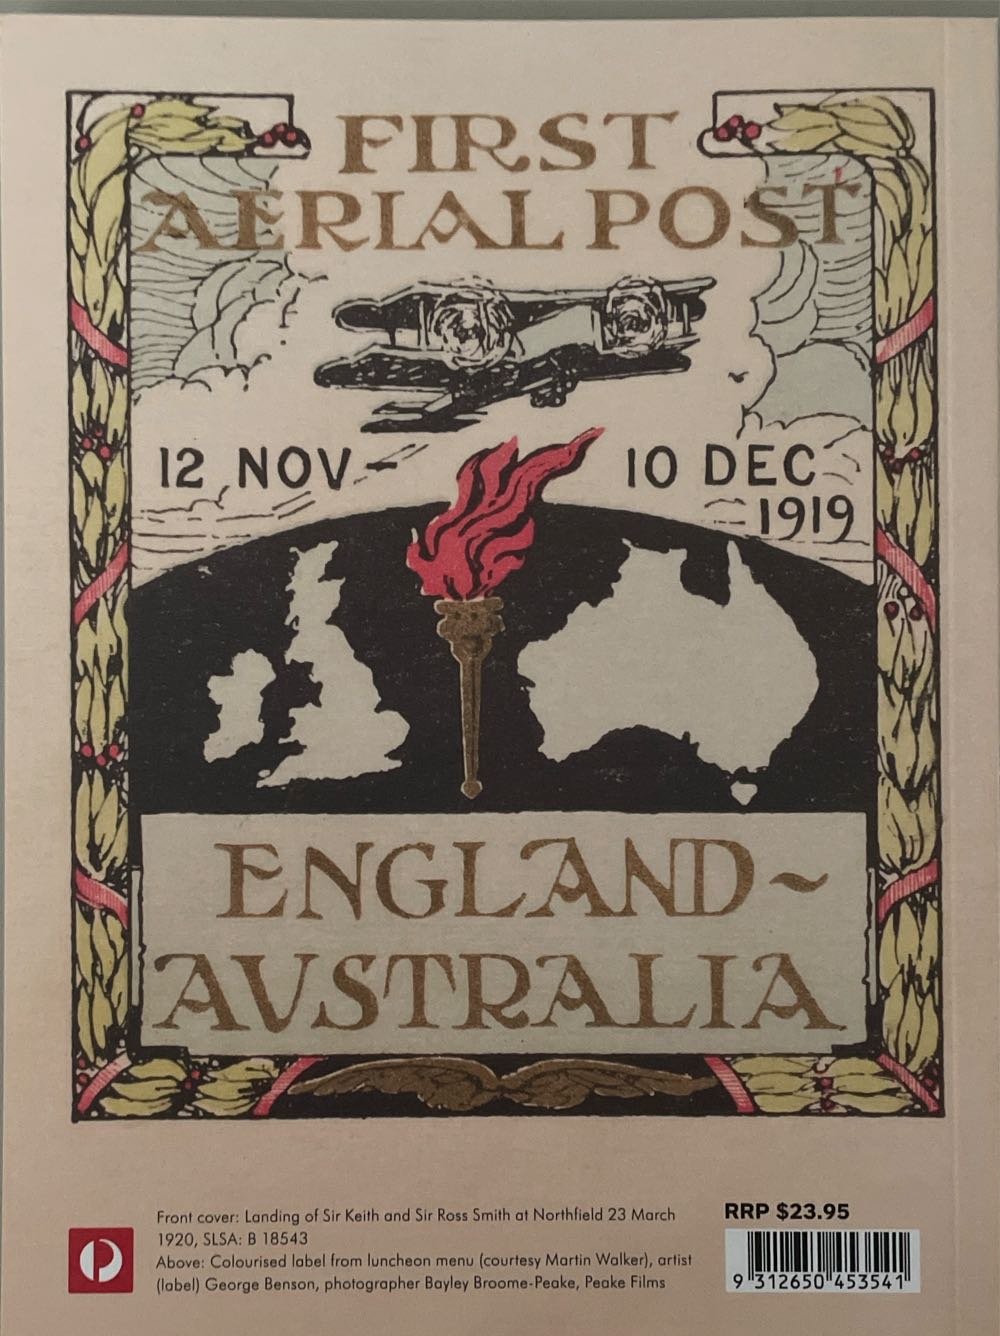 FIRST
AERIAL POST
12 NOV - 10 DEC
1919
ENGLAND ~
AVSTRALIA
Front cover: Landing of Sir Keith and Sir Ross Smith at Northfield 23 March
1920, SLSA: B 18543
Above: Colourised label from luncheon menu (courtesy Martin Walker), artist
(label) George Benson, photographer Bayley Broome-Peake, Peake Films
RRP $23.95
9 312650 453541